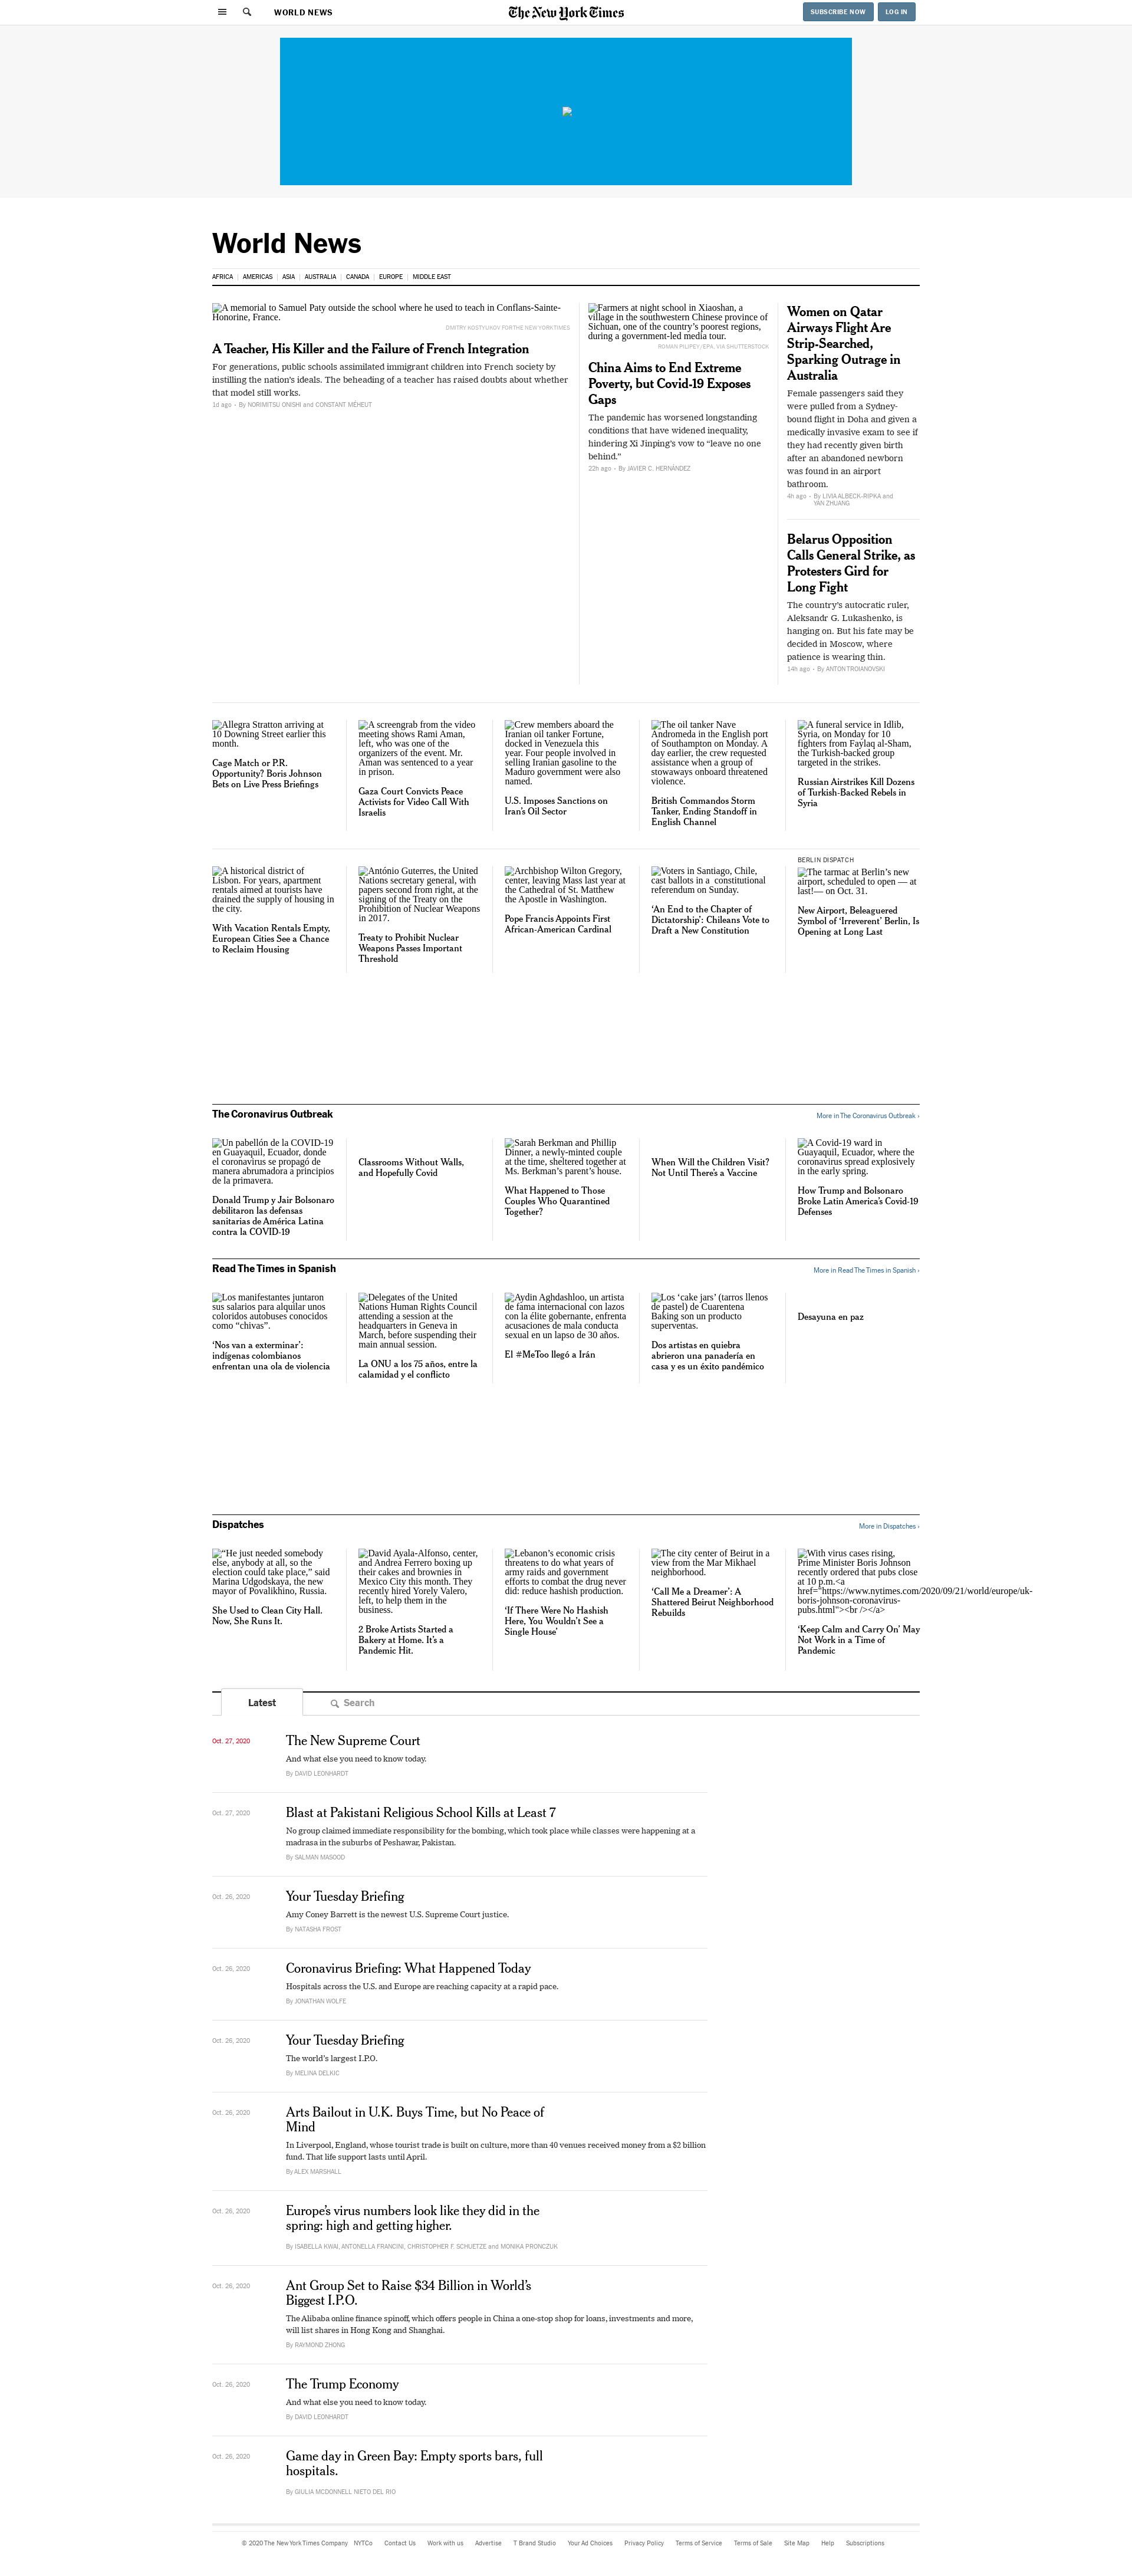 WORLD NEWS
The New York Times
SUBSCRIBE NOW
LOG IN
World News
AFRICA
AMERICAS
ASIA
AUSTRALIA
CANADA
EUROPE
MIDDLE EAST
A memorial to Samuel Paty outside the school where he used to teach in Conflans-Sainte-
Honorine, France.
DMITRY KOSTYUKOV FOR THE NEW YORK TIMES
A Teacher, His Killer and the Failure of French Integration
For generations, public schools assimilated immigrant children into French society by
instilling the nation’s ideals. The beheading of a teacher has raised doubts about whether
that model still works.
1d ago • By NORIMITSU ONISHI and CONSTANT MÉHEUT
Farmers at night school in Xiaoshan, a
village in the southwestern Chinese province of
Sichuan, one of the country’s poorest regions,
during a government-led media tour.
ROMAN PILIPEY/EPA, VIA SHUTTERSTOCK
China Aims to End Extreme
Poverty, but Covid-19 Exposes
Gaps
The pandemic has worsened longstanding
conditions that have widened inequality,
hindering Xi Jinping’s vow to “leave no one
behind.”
22h ago • By JAVIER C. HERNÁNDEZ
Women on Qatar
Airways Flight Are
Strip-Searched,
Sparking Outrage in
Australia
Female passengers said they
were pulled from a Sydney-
bound flight in Doha and given a
medically invasive exam to see if
they had recently given birth
after an abandoned newborn
was found in an airport
bathroom.
4h ago • By LIVIA ALBECK-RIPKA and
YAN ZHUANG
Belarus Opposition
Calls General Strike, as
Protesters Gird for
Long Fight
The country’s autocratic ruler,
Aleksandr G. Lukashenko, is
hanging on. But his fate may be
decided in Moscow, where
patience is wearing thin.
14h ago • By ANTON TROIANOVSKI
Allegra Stratton arriving at
10 Downing Street earlier this
month.
Cage Match or P.R.
Opportunity? Boris Johnson
Bets on Live Press Briefings
A screengrab from the video
meeting shows Rami Aman,
left, who was one of the
organizers of the event. Mr.
Aman was sentenced to a year
in prison.
Gaza Court Convicts Peace
Activists for Video Call With
Israelis
Crew members aboard the
Iranian oil tanker Fortune,
docked in Venezuela this
year. Four people involved in
selling Iranian gasoline to the
Maduro government were also
named.
U.S. Imposes Sanctions on
Iran’s Oil Sector
The oil tanker Nave
Andromeda in the English port
of Southampton on Monday. A
day earlier, the crew requested
assistance when a group of
stowaways onboard threatened
violence.
British Commandos Storm
Tanker, Ending Standoff in
English Channel
A funeral service in Idlib,
Syria, on Monday for 10
fighters from Faylaq al-Sham,
the Turkish-backed group
targeted in the strikes.
Russian Airstrikes Kill Dozens
of Turkish-Backed Rebels in
Syria
A historical district of
Lisbon. For years, apartment
rentals aimed at tourists have
drained the supply of housing in
the city.
With Vacation Rentals Empty,
European Cities See a Chance
to Reclaim Housing
António Guterres, the United
Nations secretary general, with
papers second from right, at the
signing of the Treaty on the
Prohibition of Nuclear Weapons
in 2017.
Treaty to Prohibit Nuclear
Weapons Passes Important
Threshold
Archbishop Wilton Gregory,
center, leaving Mass last year at
the Cathedral of St. Matthew
the Apostle in Washington.
Pope Francis Appoints First
African-American Cardinal
Voters in Santiago, Chile,
cast ballots in a constitutional
referendum on Sunday.
‘An End to the Chapter of
Dictatorship’: Chileans Vote to
Draft a New Constitution
BERLIN DISPATCH
The tarmac at Berlin’s new
airport, scheduled to open — at
last!— on Oct. 31.
New Airport, Beleaguered
Symbol of ‘Irreverent’ Berlin, Is
Opening at Long Last
The Coronavirus Outbreak
More in The Coronavirus Outbreak ›
Un pabellón de la COVID-19
en Guayaquil, Ecuador, donde
el coronavirus se propagó de
manera abrumadora a principios
de la primavera.
Donald Trump y Jair Bolsonaro
debilitaron las defensas
sanitarias de América Latina
contra la COVID-19
Classrooms Without Walls,
and Hopefully Covid
Sarah Berkman and Phillip
Dinner, a newly-minted couple
at the time, sheltered together at
Ms. Berkman’s parent’s house.
What Happened to Those
Couples Who Quarantined
Together?
When Will the Children Visit?
Not Until There’s a Vaccine
A Covid-19 ward in
Guayaquil, Ecuador, where the
coronavirus spread explosively
in the early spring.
How Trump and Bolsonaro
Broke Latin America’s Covid-19
Defenses
Read The Times in Spanish
More in Read The Times in Spanish ›
Los manifestantes juntaron
sus salarios para alquilar unos
coloridos autobuses conocidos
como “chivas”.
‘Nos van a exterminar’:
indígenas colombianos
enfrentan una ola de violencia
Delegates of the United
Nations Human Rights Council
attending a session at the
headquarters in Geneva in
March, before suspending their
main annual session.
La ONU a los 75 años, entre la
calamidad y el conflicto
Aydin Aghdashloo, un artista
de fama internacional con lazos
con la élite gobernante, enfrenta
acusaciones de mala conducta
sexual en un lapso de 30 años.
El #MeToo llegó a Irán
Los ‘cake jars’ (tarros llenos
de pastel) de Cuarentena
Baking son un producto
superventas.
Dos artistas en quiebra
abrieron una panadería en
casa y es un éxito pandémico
Desayuna en paz
Dispatches
More in Dispatches ›
“He just needed somebody
else, anybody at all, so the
election could take place,” said
Marina Udgodskaya, the new
mayor of Povalikhino, Russia.
She Used to Clean City Hall.
Now, She Runs It.
David Ayala-Alfonso, center,
and Andrea Ferrero boxing up
their cakes and brownies in
Mexico City this month. They
recently hired Yorely Valero,
left, to help them in the
business.
2 Broke Artists Started a
Bakery at Home. It’s a
Pandemic Hit.
Lebanon’s economic crisis
threatens to do what years of
army raids and government
efforts to combat the drug never
did: reduce hashish production.
‘If There Were No Hashish
Here, You Wouldn’t See a
Single House’
The city center of Beirut in a
view from the Mar Mikhael
neighborhood.
‘Call Me a Dreamer’: A
Shattered Beirut Neighborhood
Rebuilds
With virus cases rising,
Prime Minister Boris Johnson
recently ordered that pubs close
at 10 p.m.<a
href="https://www.nytimes.com/2020/09/21/world/europe/uk-
boris-johnson-coronavirus-
pubs.html"><br /></a>
‘Keep Calm and Carry On’ May
Not Work in a Time of
Pandemic
Latest
Search
Oct. 27, 2020
The New Supreme Court
And what else you need to know today.
By DAVID LEONHARDT
Oct. 27, 2020
Blast at Pakistani Religious School Kills at Least 7
No group claimed immediate responsibility for the bombing, which took place while classes were happening at a
madrasa in the suburbs of Peshawar, Pakistan.
By SALMAN MASOOD
Oct. 26, 2020
Your Tuesday Briefing
Amy Coney Barrett is the newest U.S. Supreme Court justice.
By NATASHA FROST
Oct. 26, 2020
Coronavirus Briefing: What Happened Today
Hospitals across the U.S. and Europe are reaching capacity at a rapid pace.
By JONATHAN WOLFE
Oct. 26, 2020
Your Tuesday Briefing
The world’s largest I.P.O.
By MELINA DELKIC
Oct. 26, 2020
Arts Bailout in U.K. Buys Time, but No Peace of
Mind
In Liverpool, England, whose tourist trade is built on culture, more than 40 venues received money from a $2 billion
fund. That life support lasts until April.
By ALEX MARSHALL
Oct. 26, 2020
Europe’s virus numbers look like they did in the
spring: high and getting higher.
By ISABELLA KWAI, ANTONELLA FRANCINI, CHRISTOPHER F. SCHUETZE and MONIKA PRONCZUK
Oct. 26, 2020
Ant Group Set to Raise $34 Billion in World’s
Biggest I.P.O.
The Alibaba online finance spinoff, which offers people in China a one-stop shop for loans, investments and more,
will list shares in Hong Kong and Shanghai.
By RAYMOND ZHONG
Oct. 26, 2020
The Trump Economy
And what else you need to know today.
By DAVID LEONHARDT
Oct. 26, 2020
Game day in Green Bay: Empty sports bars, full
hospitals.
By GIULIA MCDONNELL NIETO DEL RIO
© 2020 The New York Times Company
NYTCo
Contact Us
Work with us
Advertise
T Brand Studio
Your Ad Choices
Privacy Policy
Terms of Service
Terms of Sale
Site Map
Help
Subscriptions